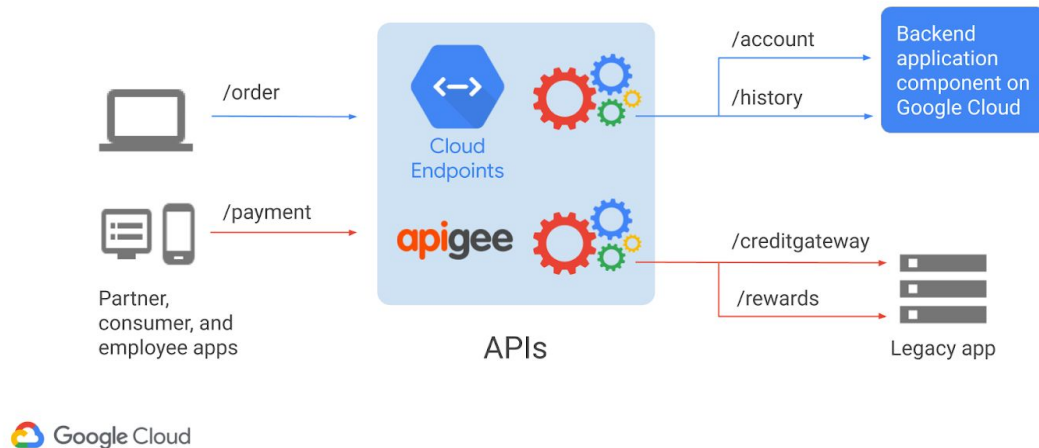 /order
/payment
Partner,
consumer, and
employee apps
Cloud
Endpoints
apigee
APIs
/account
/history
Backend
application
component on
Google Cloud
/creditgateway
/rewards
Legacy app
Google Cloud